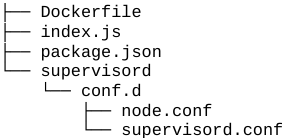 ├── Dockerfile
├── index.js
├── package.json
└── supervisord
    └── conf.d
        ├── node.conf
        └── supervisord.conf